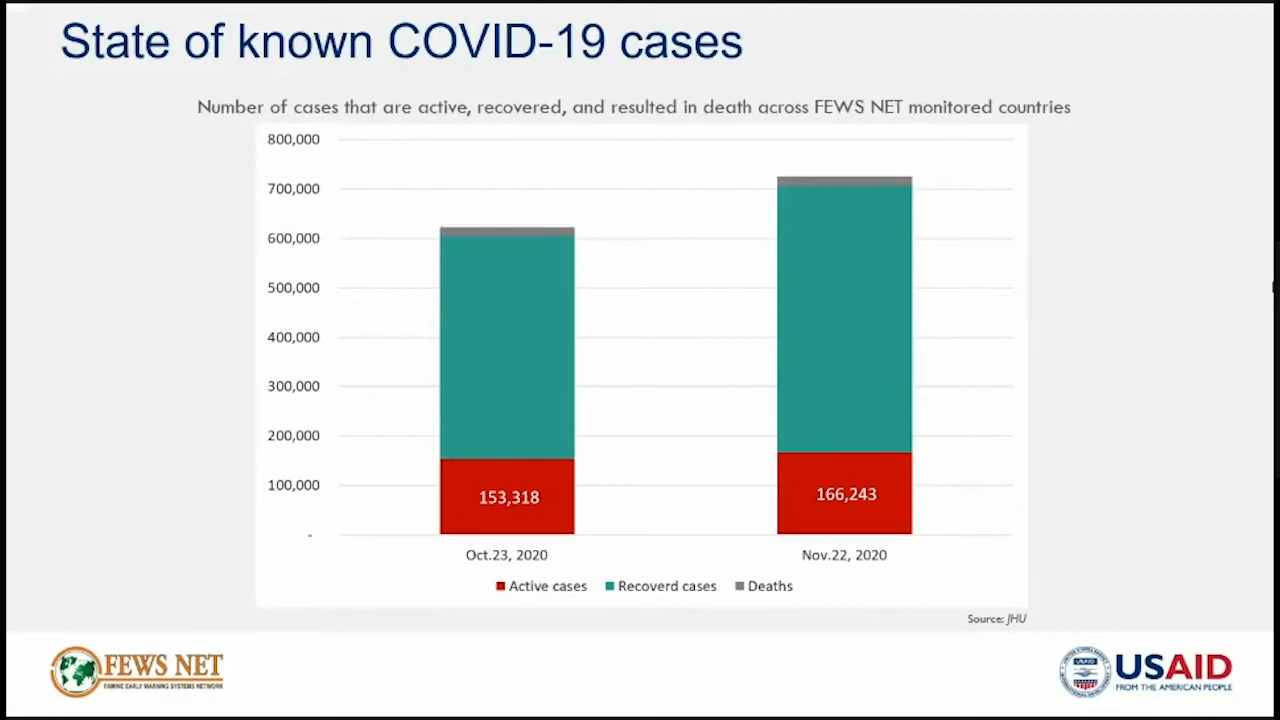 State of known COVID-19 cases
Number of cases that are active, recovered, and resulted in death across FEWS NET monitored countries
800,000
700,000
600,000
500,000
400,000
300,000
200,000
100,000
-
153,318
166,243
Oct.23, 2020
Nov.22, 2020
Active cases
Recoverd cases
Deaths
Source: JHU
FEWS NET
FAMINE EARLY WARNING SYSTEMS NETWORK
USAID
USAID
FROM THE AMERICAN PEOPLE